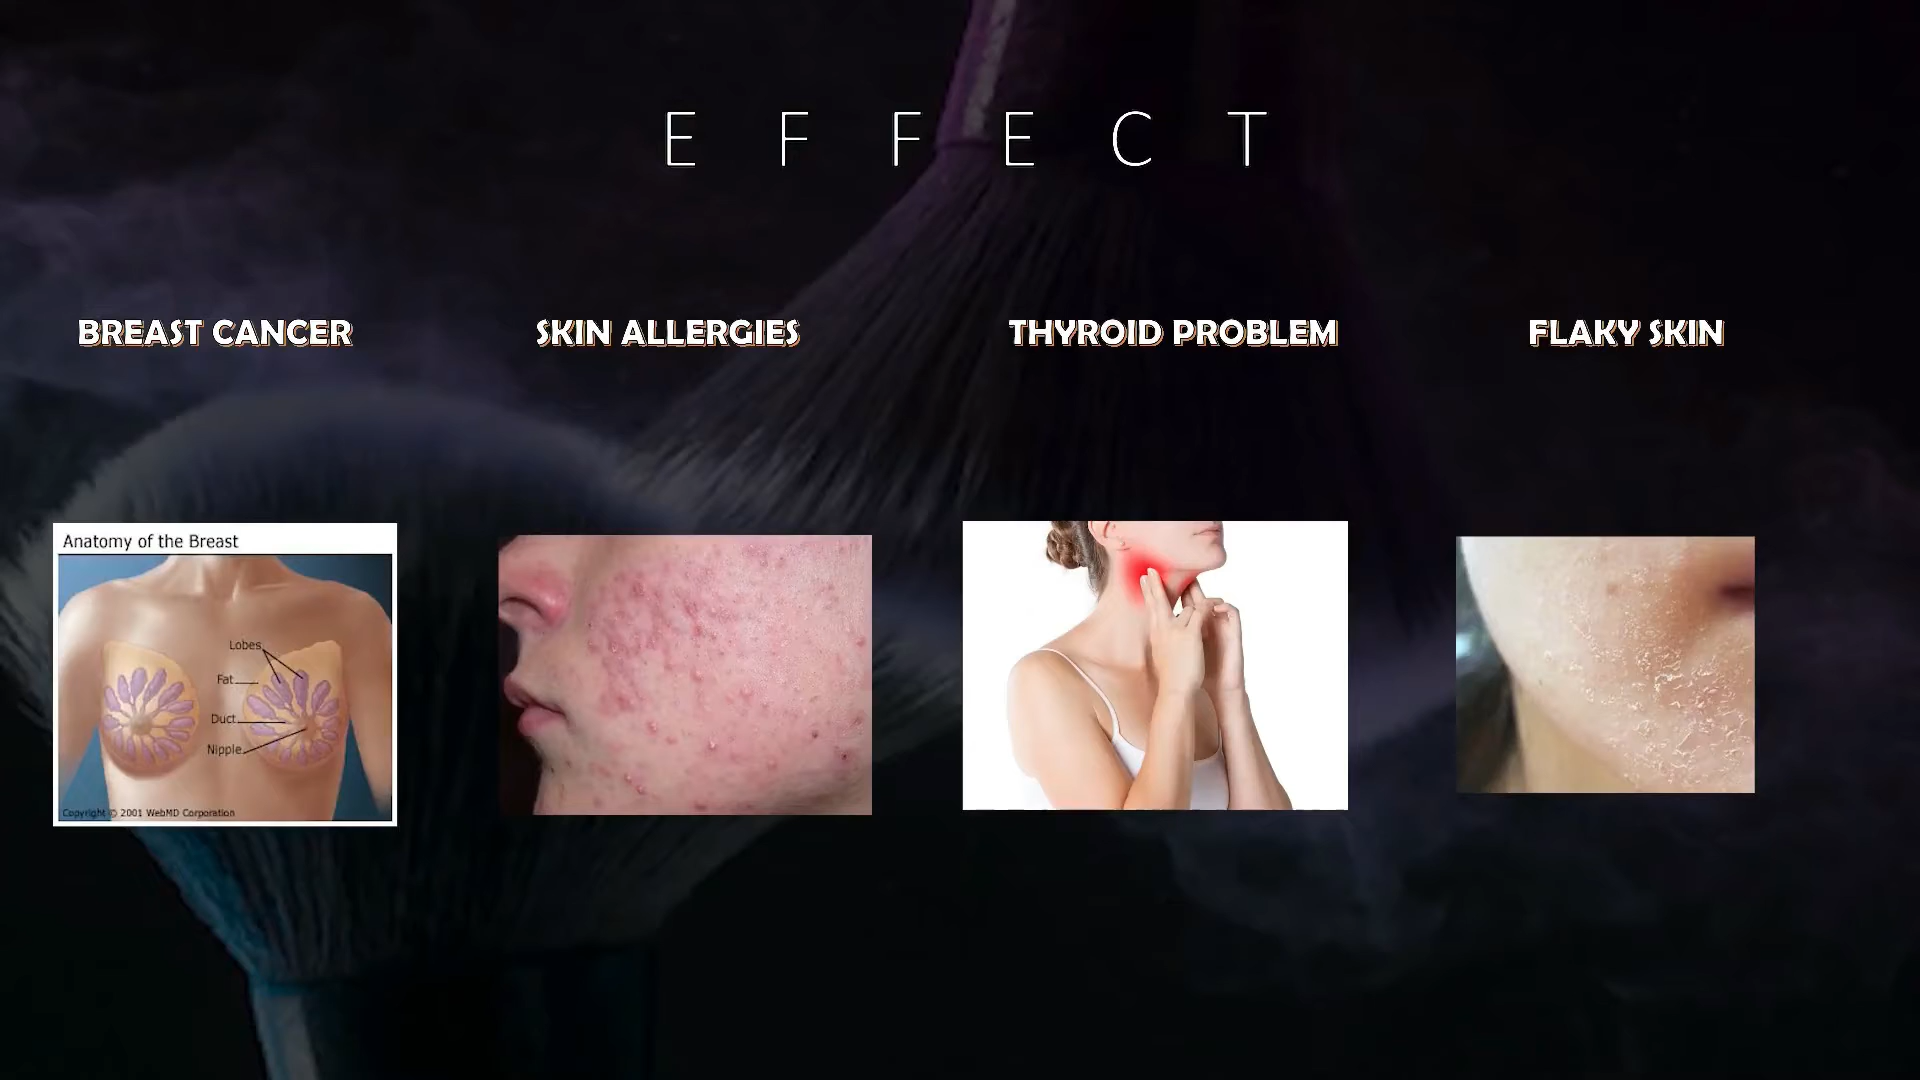 E F F E C T
BREAST CANCER
SKIN ALLERGIES
THYROID PROBLEM
FLAKY SKIN
Anatomy of the Breast
Lobes
Fat
Duct
Nipple
Copyright © 2001 WebMD Corporation